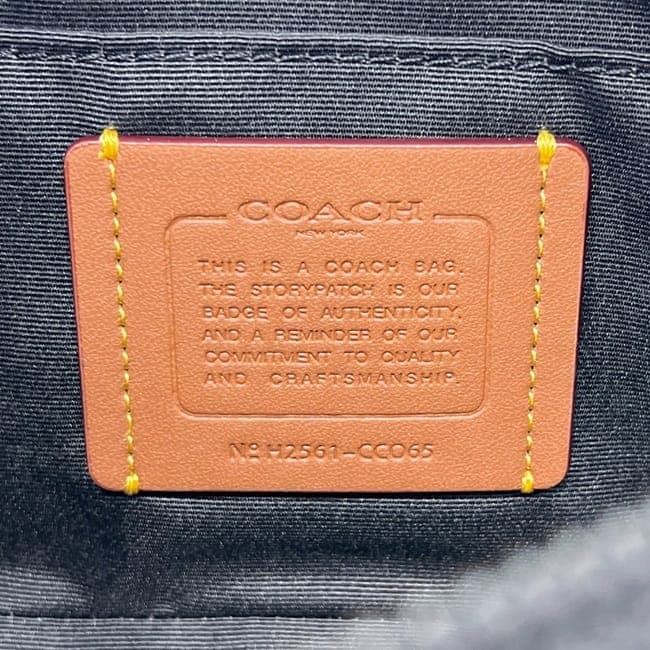 COACH
NEW YORK
THIS IS A COACH BAG.
THE STORYPATCH IS OUR
BADGE OF AUTHENTICITY,
AND A REMINDER OF OUR
COMMITMENT TO QUALITY
AND CRAFTSMANSHIP.
Nº H2561-CCO65